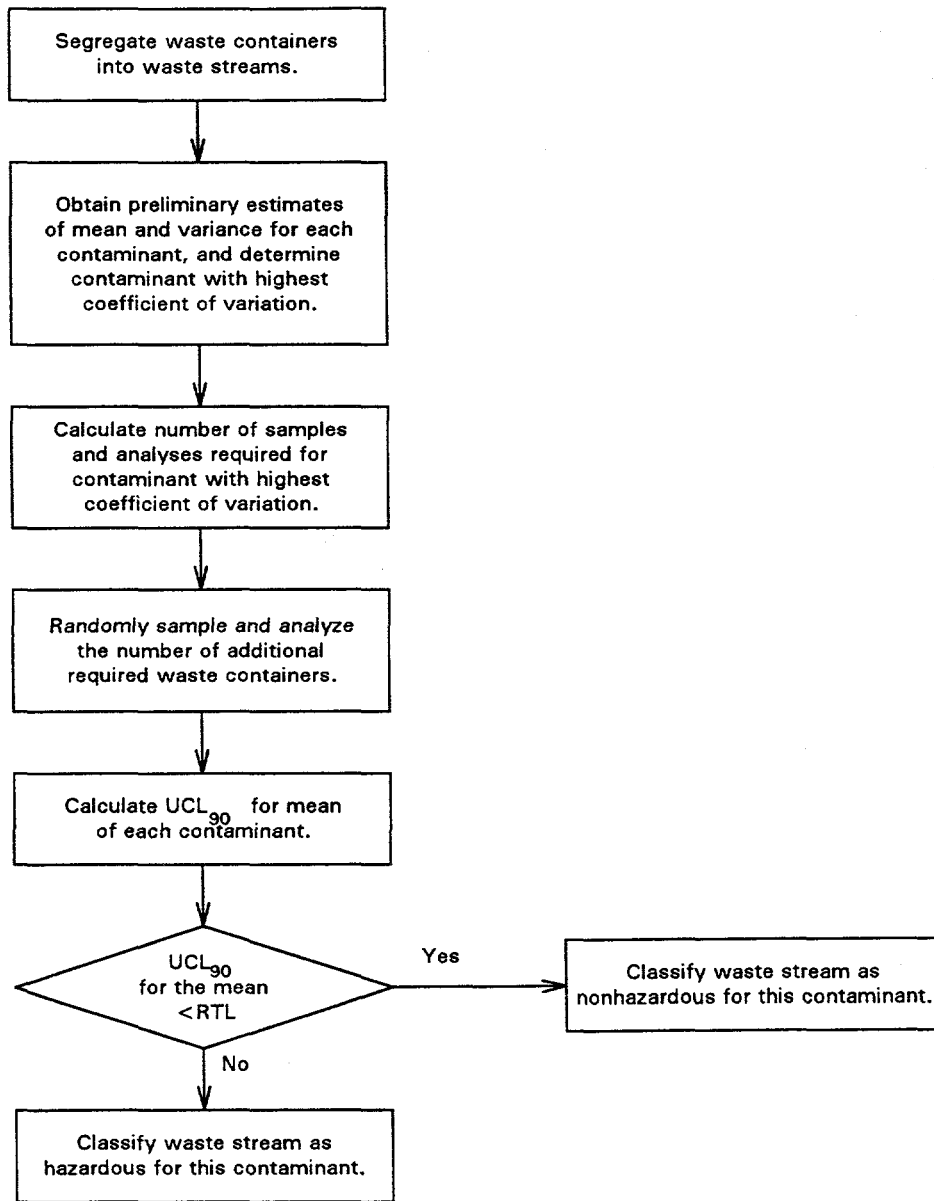 Segregate waste containers
into waste streams.
Obtain preliminary estimates
of mean and variance for each
contaminant, and determine
contaminant with highest
coefficient of variation.
Calculate number of samples
and analyses required for
contaminant with highest
coefficient of variation.
Randomly sample and analyze
the number of additional
required waste containers.
Calculate UCL90 for mean
of each contaminant.
UCL90
for the mean
<RTL
Yes
Classify waste stream as
nonhazardous for this contaminant.
No
Classify waste stream as
hazardous for this contaminant.